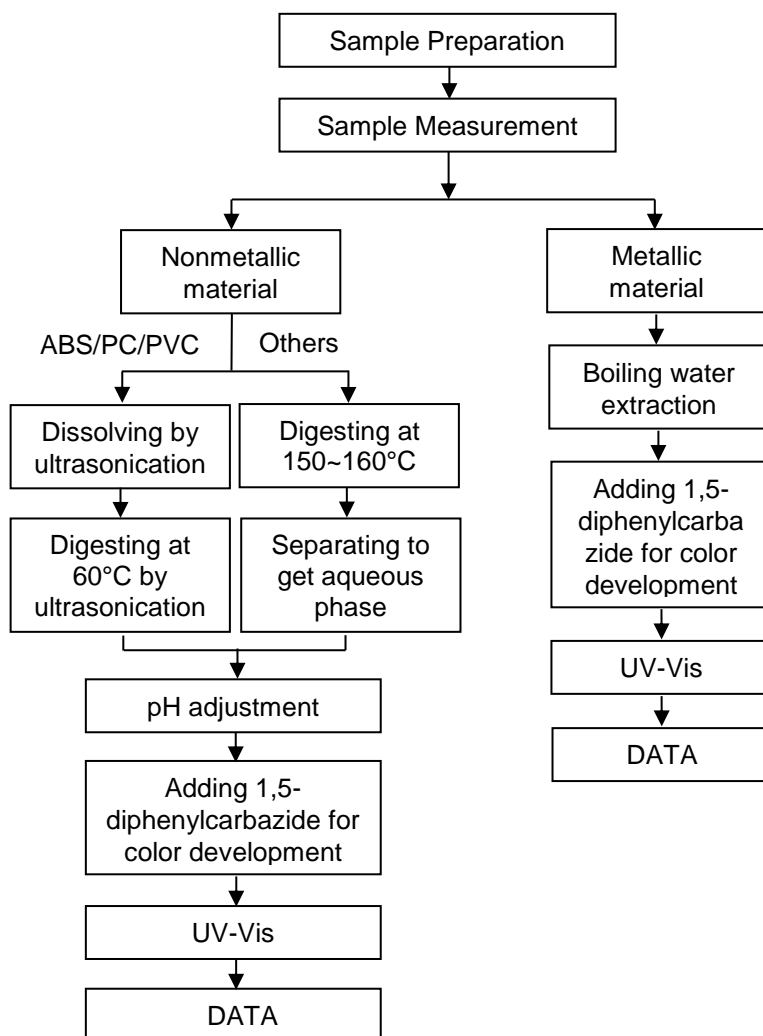 Sample Preparation
Sample Measurement
Nonmetallic
material
ABS/PC/PVC
Others
Dissolving by
ultrasonication
Digesting at
150~160°C
Digesting at
60°C by
ultrasonication
Separating to
get aqueous
phase
pH adjustment
Adding 1,5-
diphenylcarbazide for
color development
UV-Vis
DATA
Metallic
material
Boiling water
extraction
Adding 1,5-
diphenylcarba
zide for color
development
UV-Vis
DATA